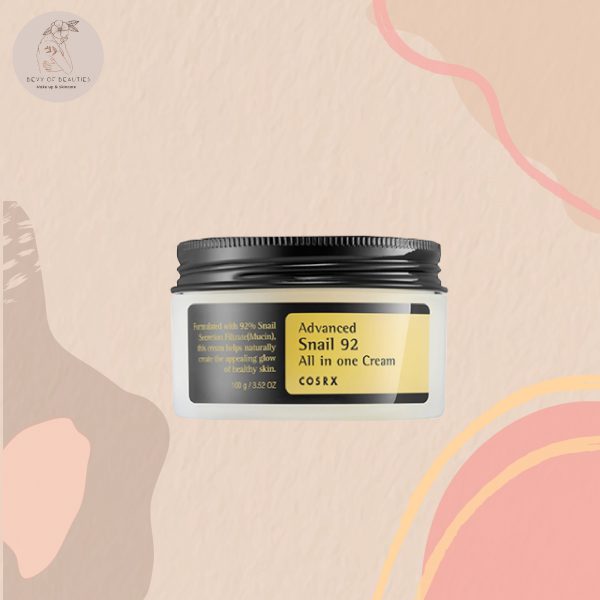 BEVY OF BEAUTIES
Make up & skincare
Formulated with 92% Snail
Secretion Filtrate(Mucin),
this cream helps naturally
create the appealing glow
of healthy skin.
100 g / 3.52 OZ
Advanced
Snail 92
All in one Cream
COSRX